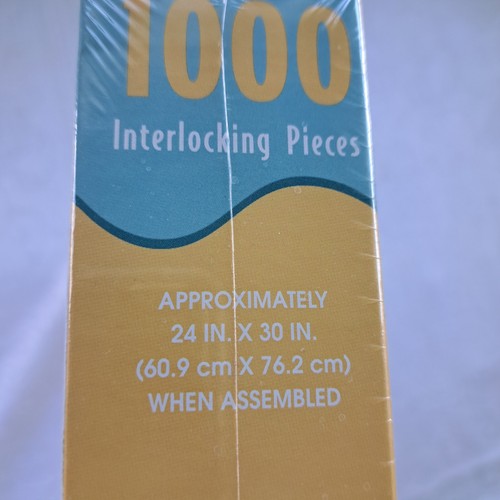 1000
Interlocking Pieces
APPROXIMATELY
24 IN. X 30 IN.
(60.9 cm X 76.2 cm)
WHEN ASSEMBLED